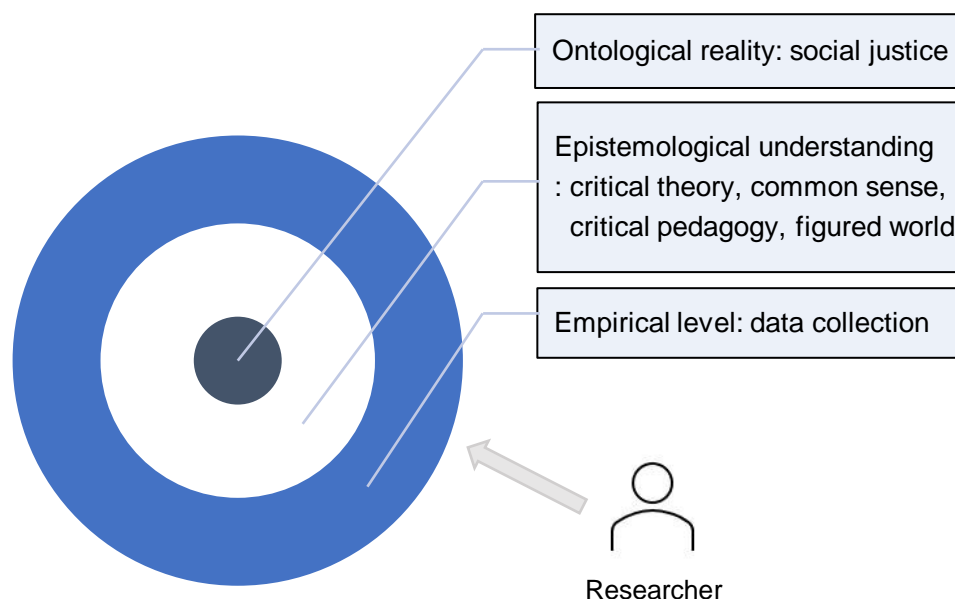 Ontological reality: social justice
Epistemological understanding
: critical theory, common sense,
critical pedagogy, figured world
Empirical level: data collection
Researcher